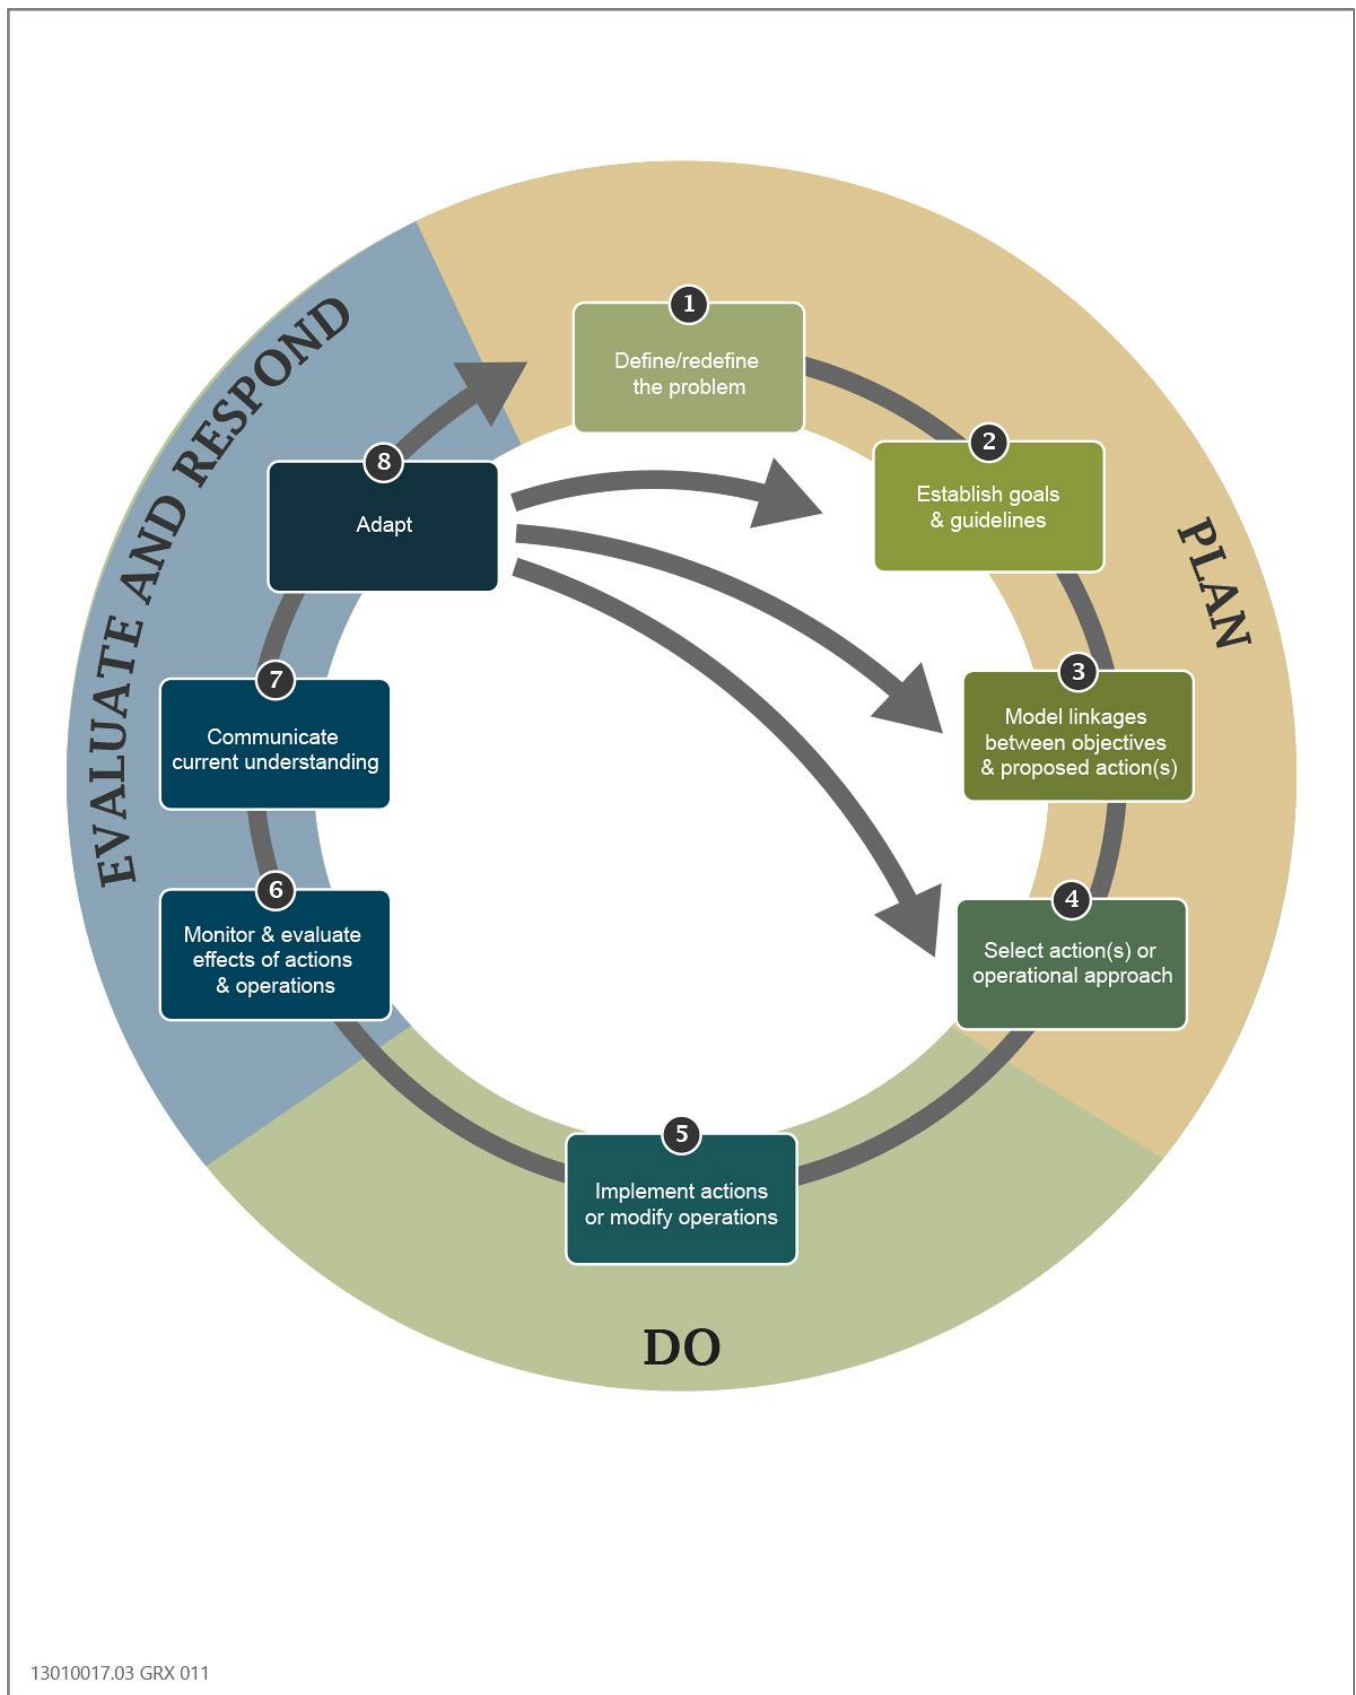 1
Define/redefine
the problem
2
Establish goals
& guidelines
3
Model linkages
between objectives
& proposed action(s)
4
Select action(s) or
operational approach
5
Implement actions
or modify operations
6
Monitor & evaluate
effects of actions
& operations
7
Communicate
current understanding
8
Adapt
PLAN
DO
EVALUATE AND RESPOND
13010017.03 GRX 011